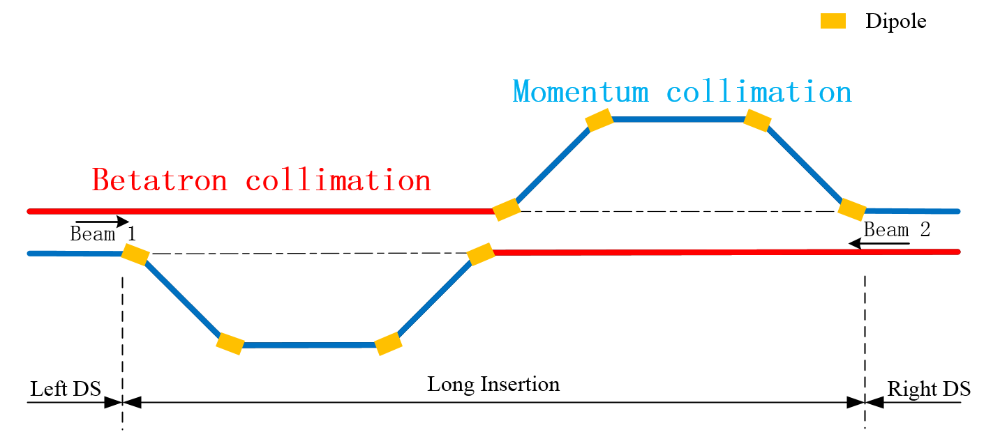 Dipole
Momentum collimation
Betatron collimation
Beam 1
Beam 2
Long Insertion
Left DS
Right DS